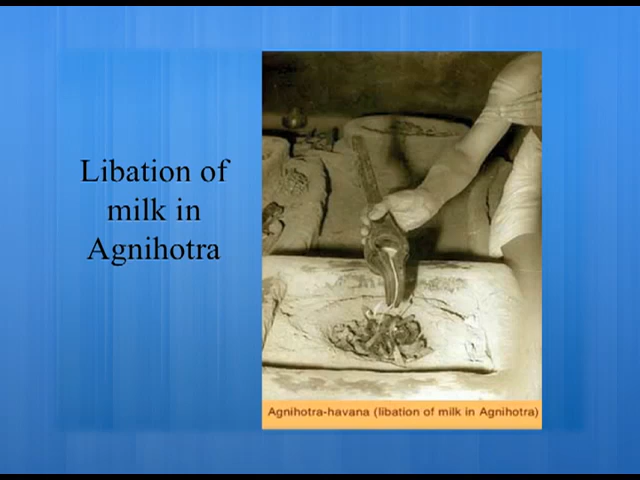 Libation of
milk in
Agnihotra
Agnihotra-havana (libation of milk in Agnihotra)